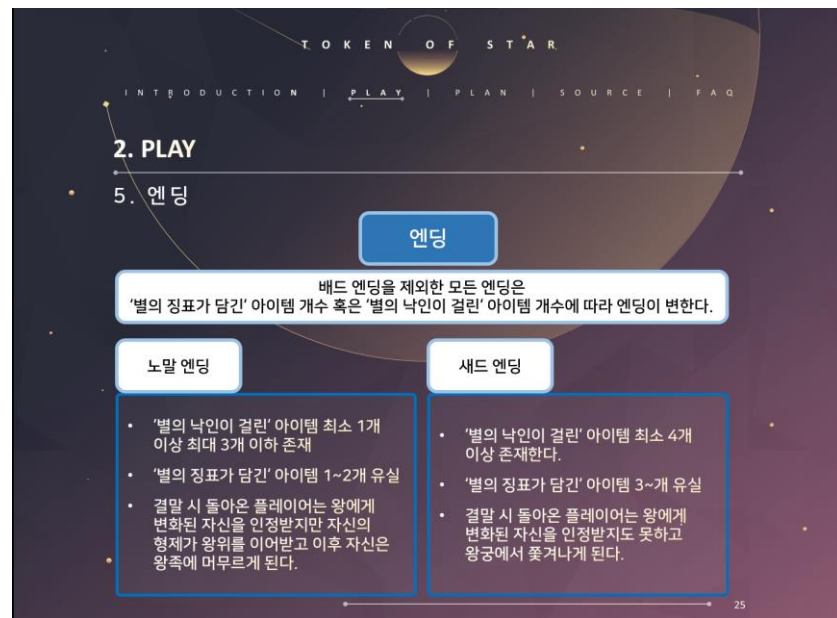 TOKEN OF STAR
INTRODUCTION | PLAY | PLAN | SOURCE | FAQ
2. PLAY
5. 엔딩
엔딩
배드 엔딩을 제외한 모든 엔딩은
‘별의 징표가 담긴’ 아이템 개수 혹은 ‘별의 낙인이 걸린’ 아이템 개수에 따라 엔딩이 변한다.
노말 엔딩
• ‘별의 낙인이 걸린’ 아이템 최소 1개
이상 최대 3개 이하 존재
• ‘별의 징표가 담긴’ 아이템 1~2개 유실
• 결말 시 돌아온 플레이어는 왕에게
변화된 자신을 인정받지만 자신의
형제가 왕위를 이어받고 이후 자신은
왕족에 머무르게 된다.
새드 엔딩
• ‘별의 낙인이 걸린’ 아이템 최소 4개
이상 존재한다.
• ‘별의 징표가 담긴’ 아이템 3~개 유실
• 결말 시 돌아온 플레이어는 왕에게
변화된 자신을 인정받지도 못하고
왕궁에서 쫓겨나게 된다.
25